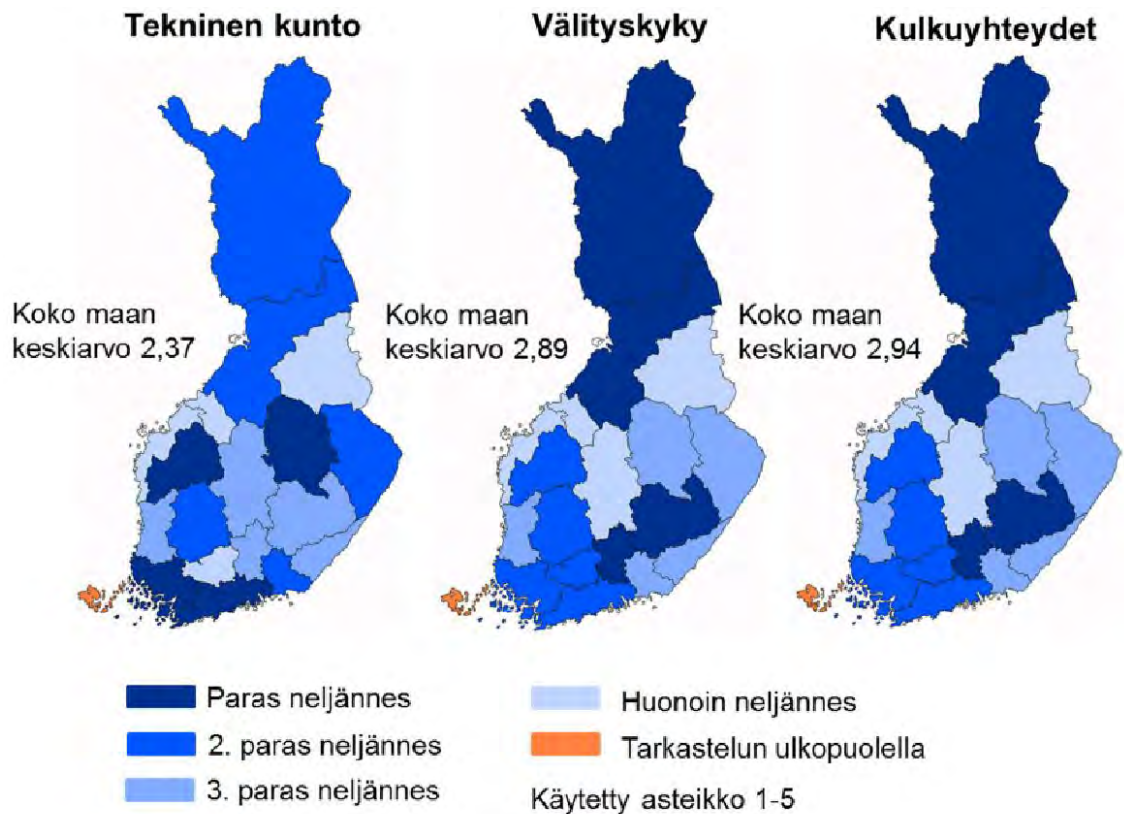 Tekninen kunto
Välityskyky
Kulkuyhteydet
Koko maan
keskiarvo 2,37
Koko maan
keskiarvo 2,89
Koko maan
keskiarvo 2,94
Paras neljännes
2. paras neljännes
3. paras neljännes
Huonoin neljännes
Tarkastelun ulkopuolella
Käytetty asteikko 1-5